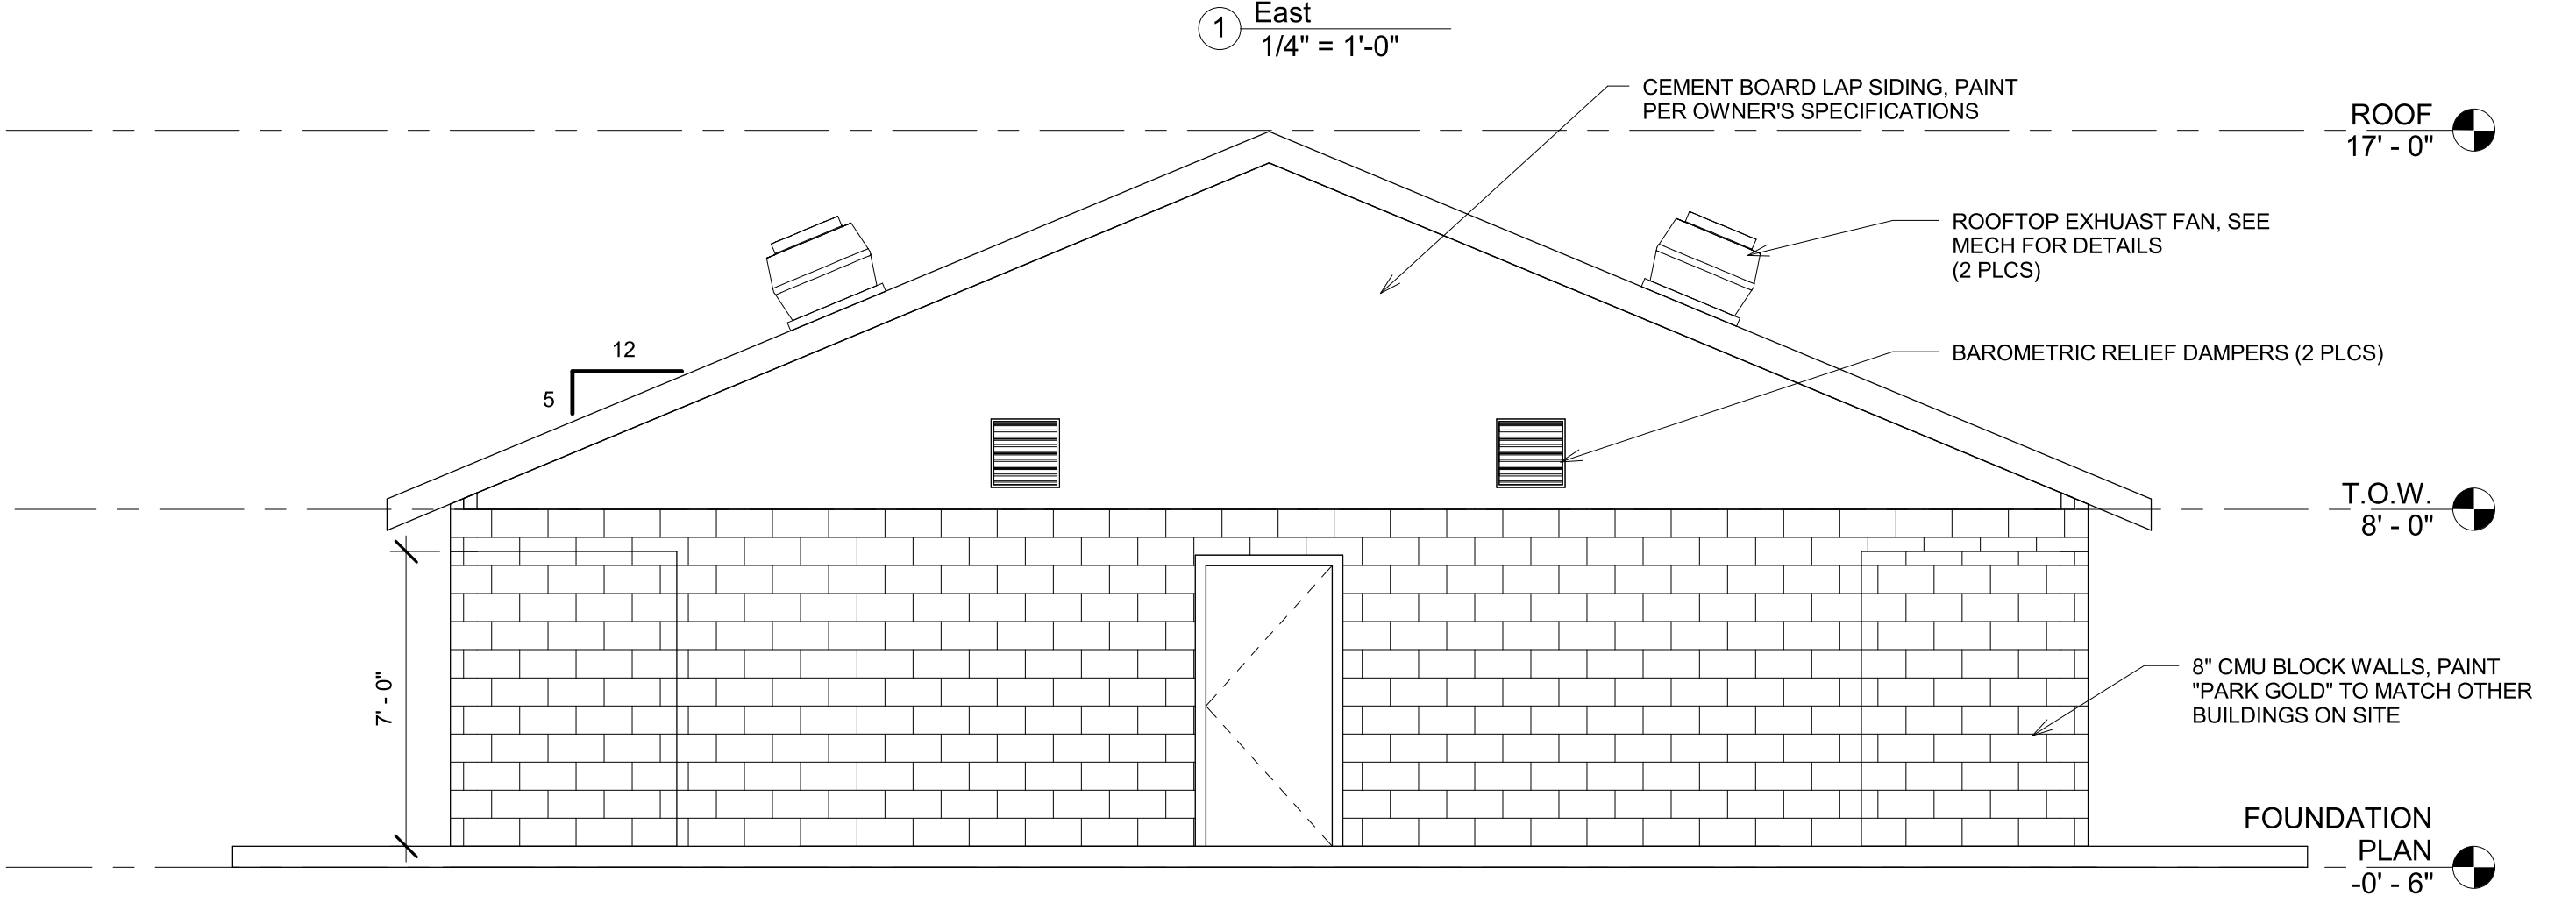 1
East
1/4" = 1'-0"
CEMENT BOARD LAP SIDING, PAINT
PER OWNER'S SPECIFICATIONS
ROOF
17' - 0"
ROOFTOP EXHUAST FAN, SEE
MECH FOR DETAILS
(2 PLCS)
12
5
BAROMETRIC RELIEF DAMPERS (2 PLCS)
T.O.W.
8' - 0"
7' - 0"
8" CMU BLOCK WALLS, PAINT
"PARK GOLD" TO MATCH OTHER
BUILDINGS ON SITE
FOUNDATION
PLAN
-0' - 6"